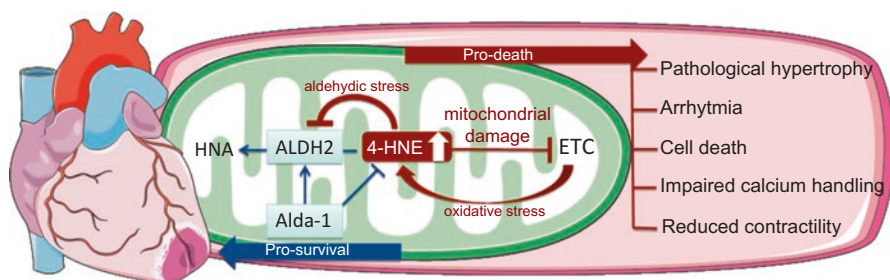 Pro-death
Pathological hypertrophy
aldehydic stress
Arrhytmia
mitochondrial
damage
HNA
ALDH2
4-HNE
ETC
Cell death
Impaired calcium handling
Alda-1
oxidative stress
Reduced contractility
Pro-survival